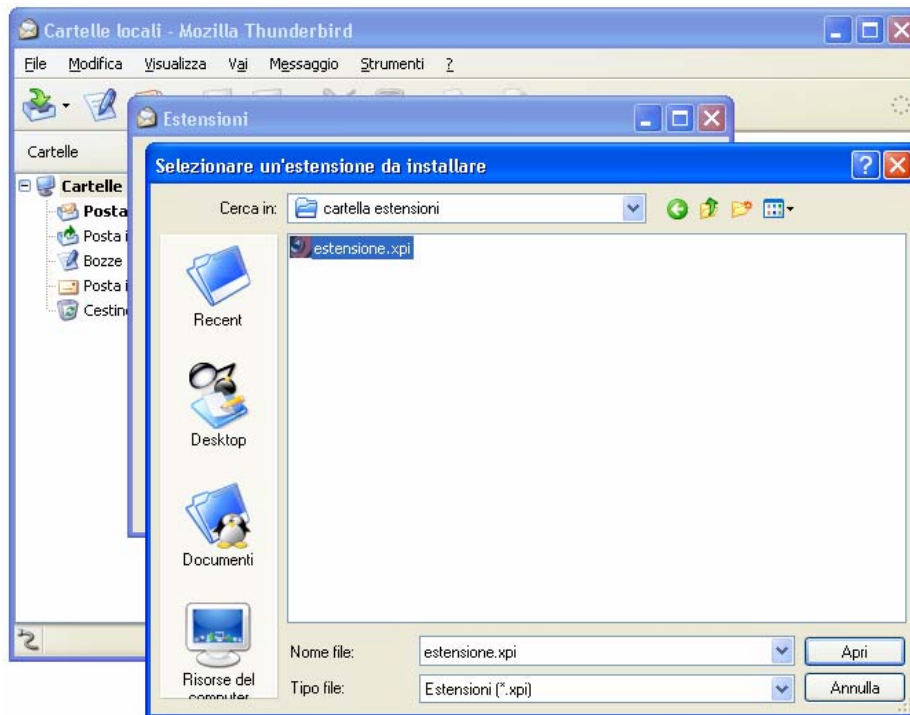 Cartelle locali - Mozilla Thunderbird
File Modifica Visualizza Vai Messaggio Strumenti ?
Estensioni
Cartelle
Selezionare un'estensione da installare
Cartelle
Cerca in: cartella estensioni
Posta
Posta i
Bozze
Posta i
Cestino
estensione.xpi
Recent
Desktop
Documenti
Risorse del
computer
Nome file: estensione.xpi Apri
Tipo file: Estensioni (*.xpi) Annulla